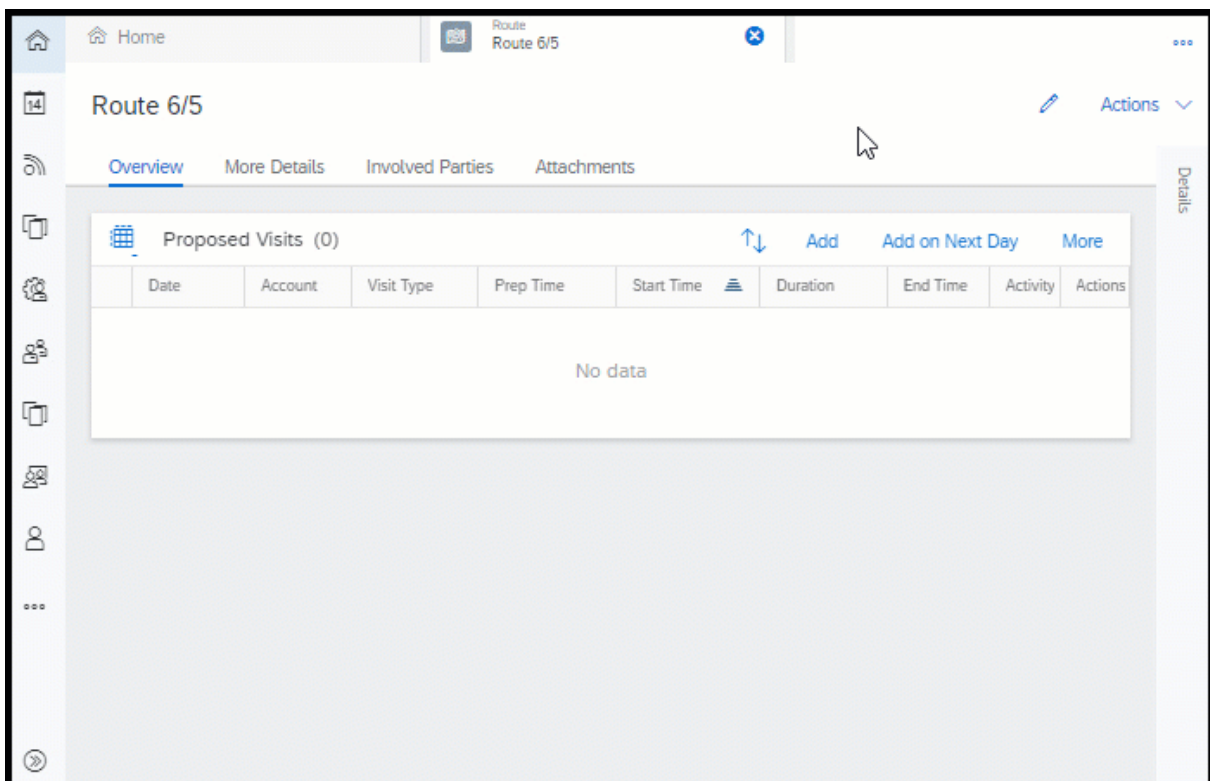 Home
Route
Route 6/5
Route 6/5
Actions
Overview More Details Involved Parties Attachments
Details
14
Proposed Visits (0) Add Add on Next Day More
Date Account Visit Type Prep Time Start Time Duration End Time Activity Actions
No data